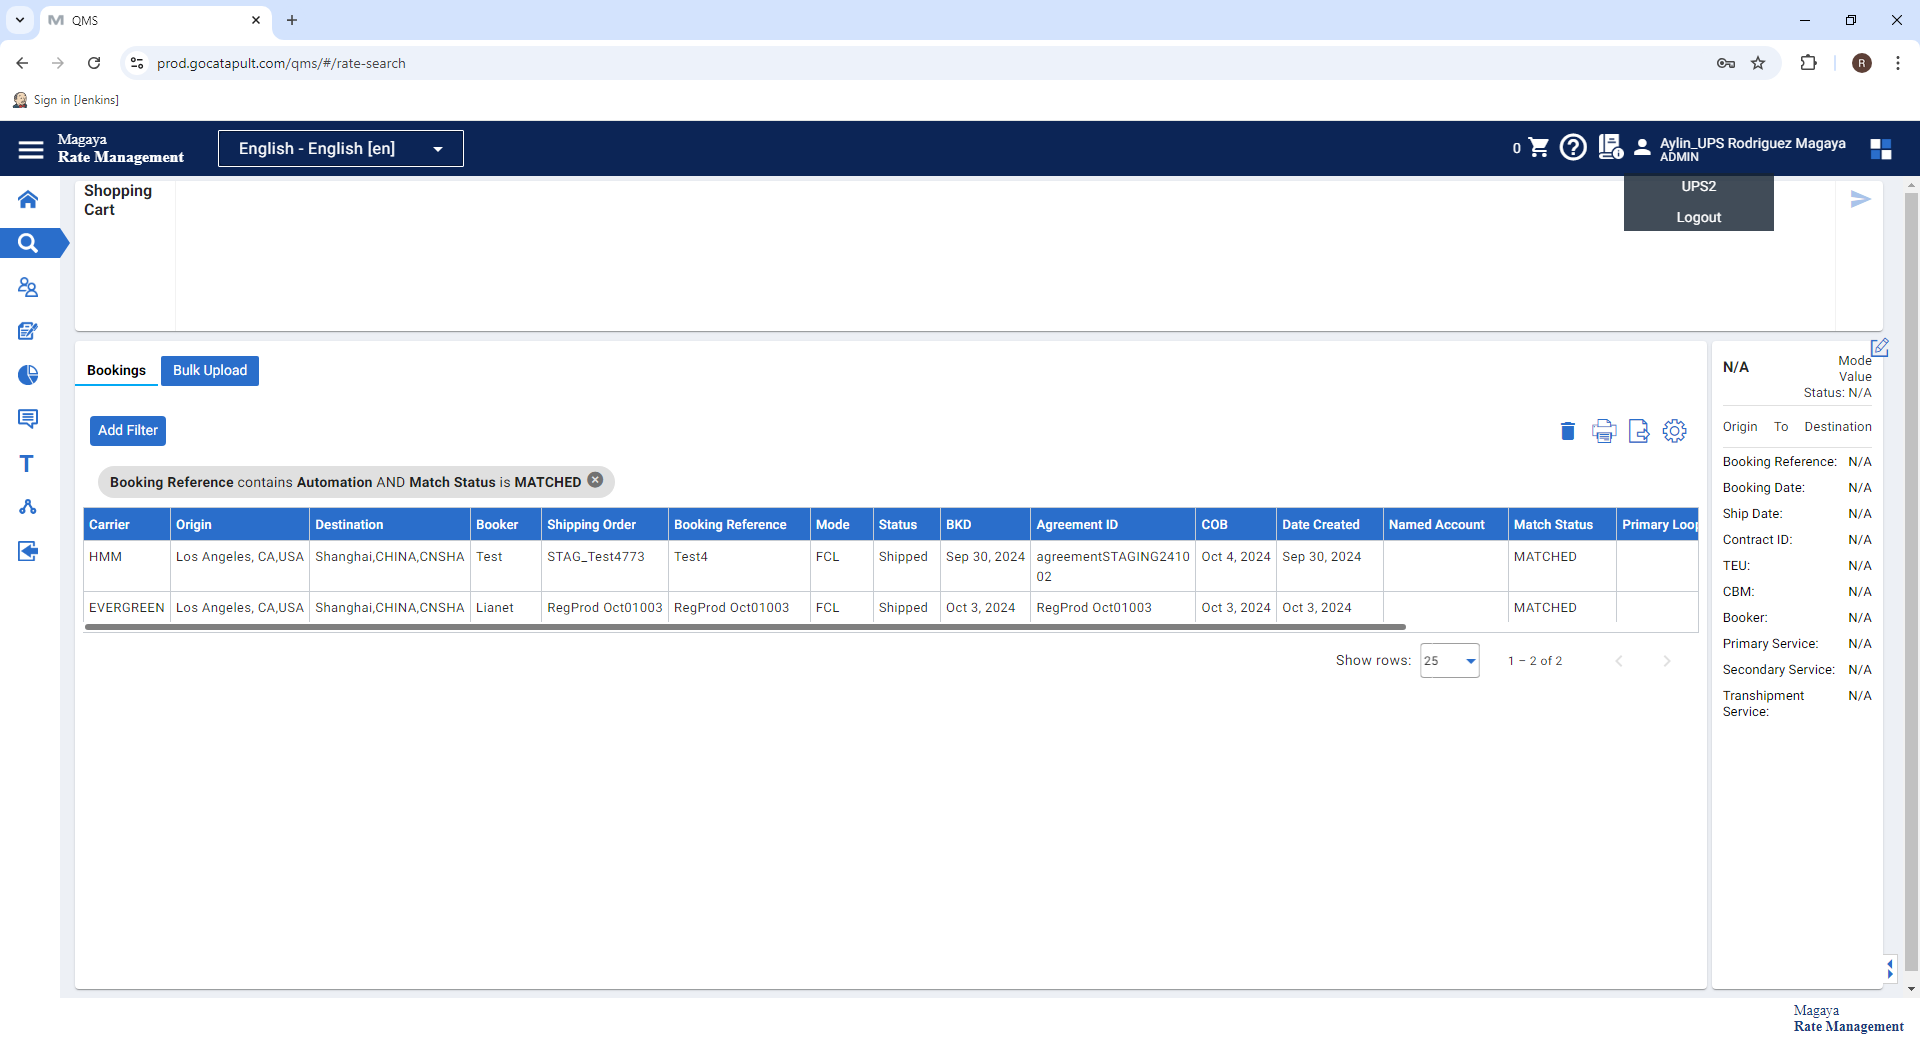 QMS
prod.gocatapult.com/qms/#/rate-search
R
Sign in [Jenkins]
Magaya
Rate Management
English - English [en]
0
Aylin_UPS Rodriguez Magaya
ADMIN
UPS2
Logout
Shopping
Cart
Bookings
Bulk Upload
Add Filter
Booking Reference contains Automation AND Match Status is MATCHED
Carrier Origin Destination Booker Shipping Order Booking Reference Mode Status BKD Agreement ID COB Date Created Named Account Match Status Primary Loop
HMM Los Angeles, CA,USA Shanghai,CHINA,CNSHA Test STAG_Test4773 Test4 FCL Shipped Sep 30, 2024 agreementSTAGING2410 Oct 4, 2024 Sep 30, 2024 MATCHED
02
EVERGREEN Los Angeles, CA,USA Shanghai,CHINA,CNSHA Lianet RegProd Oct01003 RegProd Oct01003 FCL Shipped Oct 3, 2024 RegProd Oct01003 Oct 3, 2024 Oct 3, 2024 MATCHED
Show rows: 25 1 – 2 of 2
N/A
Mode
Value
Status: N/A
Origin To Destination
Booking Reference: N/A
Booking Date: N/A
Ship Date: N/A
Contract ID: N/A
TEU: N/A
CBM: N/A
Booker: N/A
Primary Service: N/A
Secondary Service: N/A
Transhipment N/A
Service:
Magaya
Rate Management